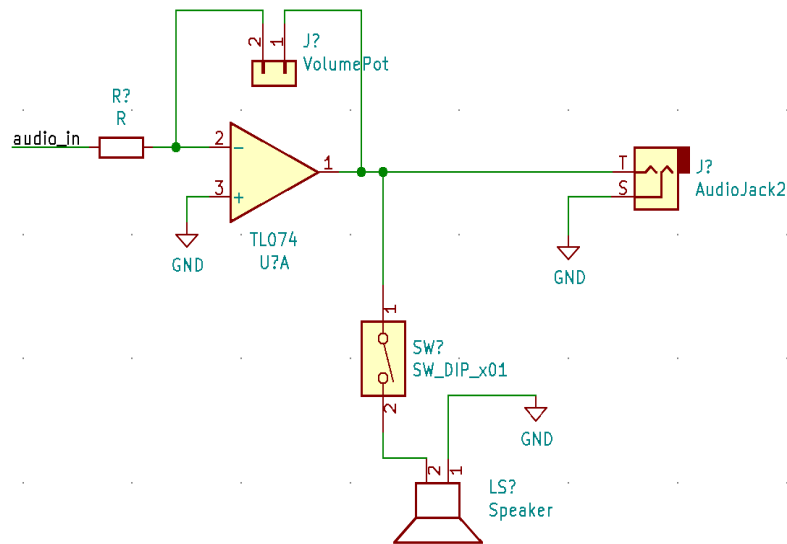 2
1
J?
VolumePot
R?
R
audio_in
2
−
1
3
+
TL074
U?A
GND
T
S
J?
AudioJack2
GND
1
SW?
SW_DIP_x01
2
GND
2
1
LS?
Speaker